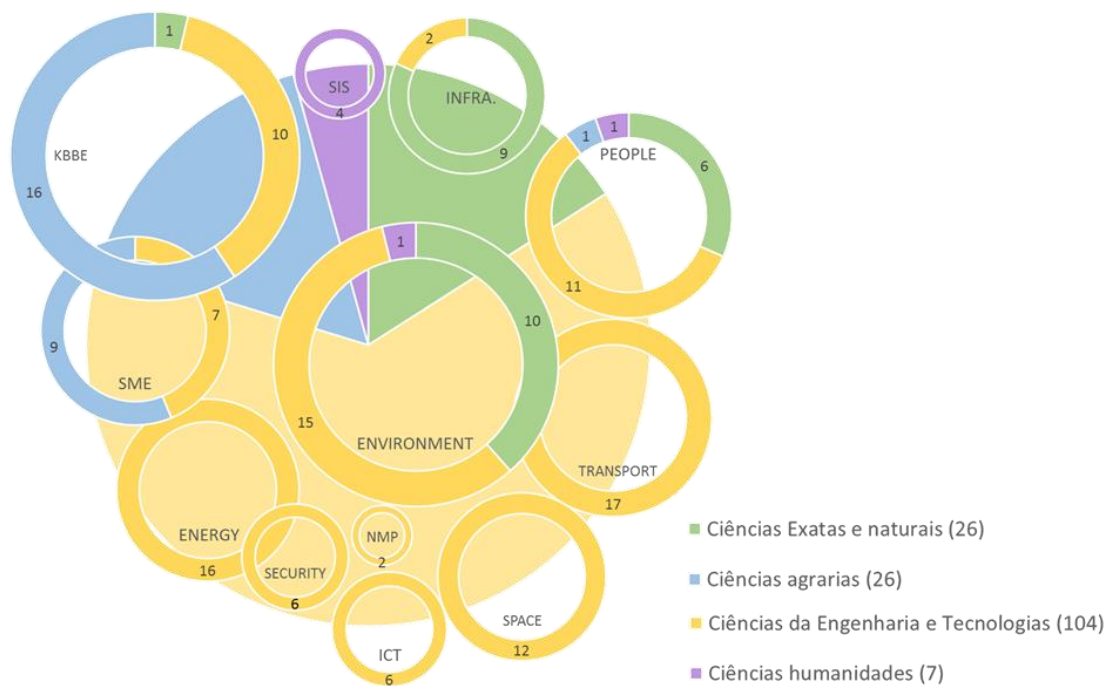 1
KBBE
10
16
SIS
4
2
INFRA.
9
1
1
PEOPLE
6
11
7
9
SME
1
10
15
ENVIRONMENT
TRANSPORT
17
ENERGY
16
SECURITY
6
NMP
2
ICT
6
SPACE
12
Ciências Exatas e naturais (26)
Ciências agrarias (26)
Ciências da Engenharia e Tecnologias (104)
Ciências humanidades (7)